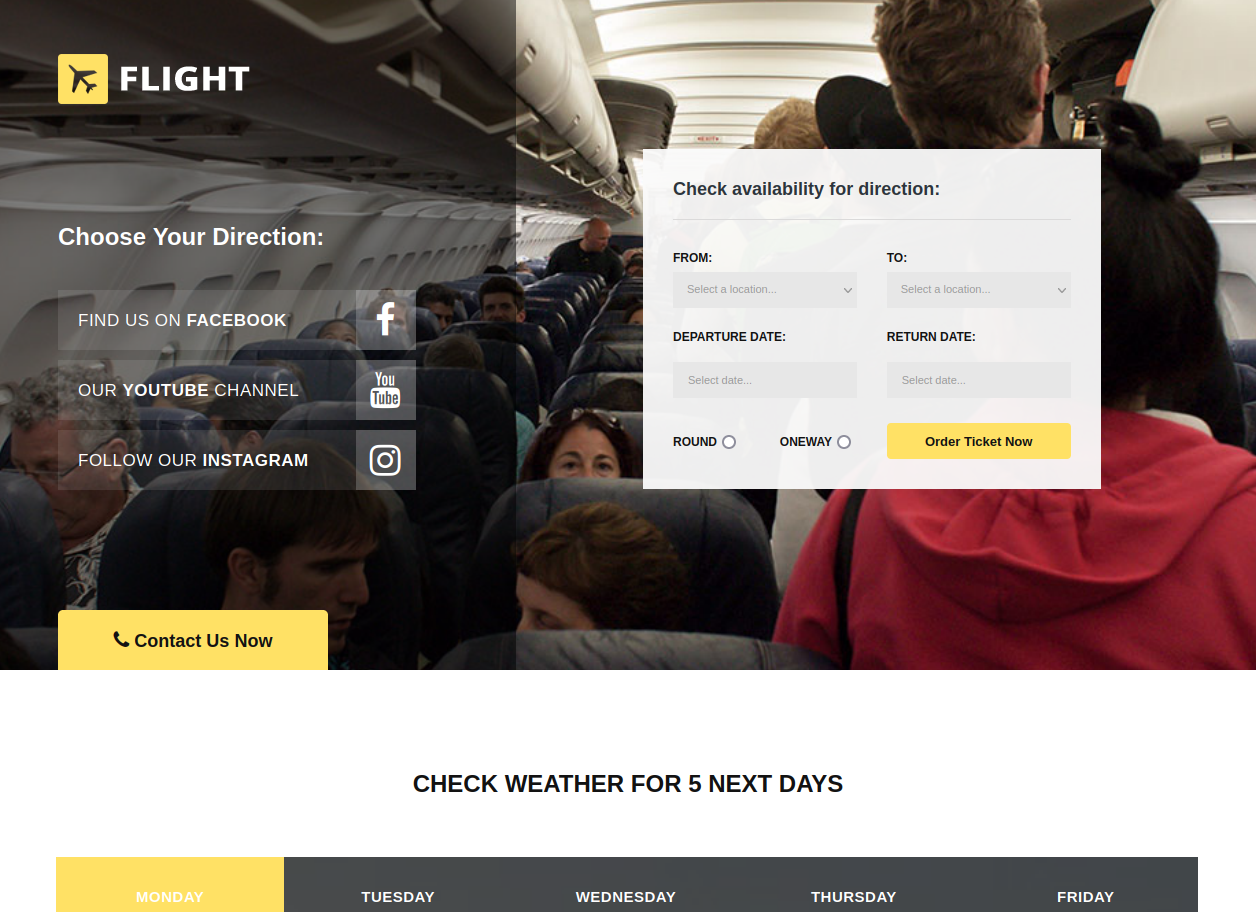 FLIGHT
Choose Your Direction:
FIND US ON FACEBOOK
OUR YOUTUBE CHANNEL
You
Tube
FOLLOW OUR INSTAGRAM
Contact Us Now
EXIT
Check availability for direction:
FROM:
TO:
Select a location...
Select a location...
DEPARTURE DATE:
RETURN DATE:
Select date...
Select date...
ROUND
ONEWAY
Order Ticket Now
CHECK WEATHER FOR 5 NEXT DAYS
MONDAY
TUESDAY
WEDNESDAY
THURSDAY
FRIDAY